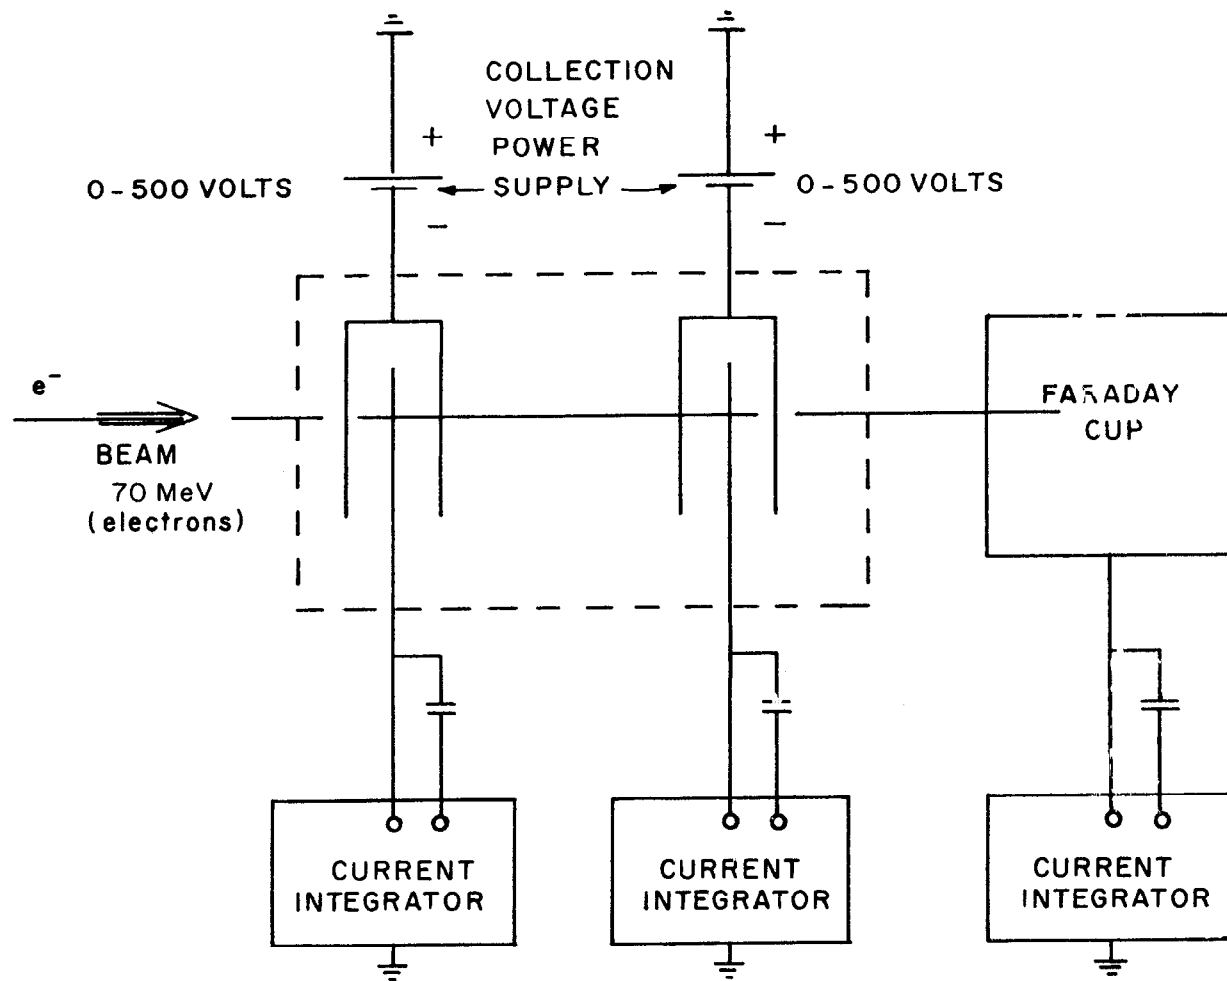 COLLECTION
VOLTAGE
POWER
SUPPLY
+
+
0-500 VOLTS
0-500 VOLTS
−
−
e⁻
BEAM
70 MeV
(electrons)
FARADAY
CUP
CURRENT
INTEGRATOR
CURRENT
INTEGRATOR
CURRENT
INTEGRATOR